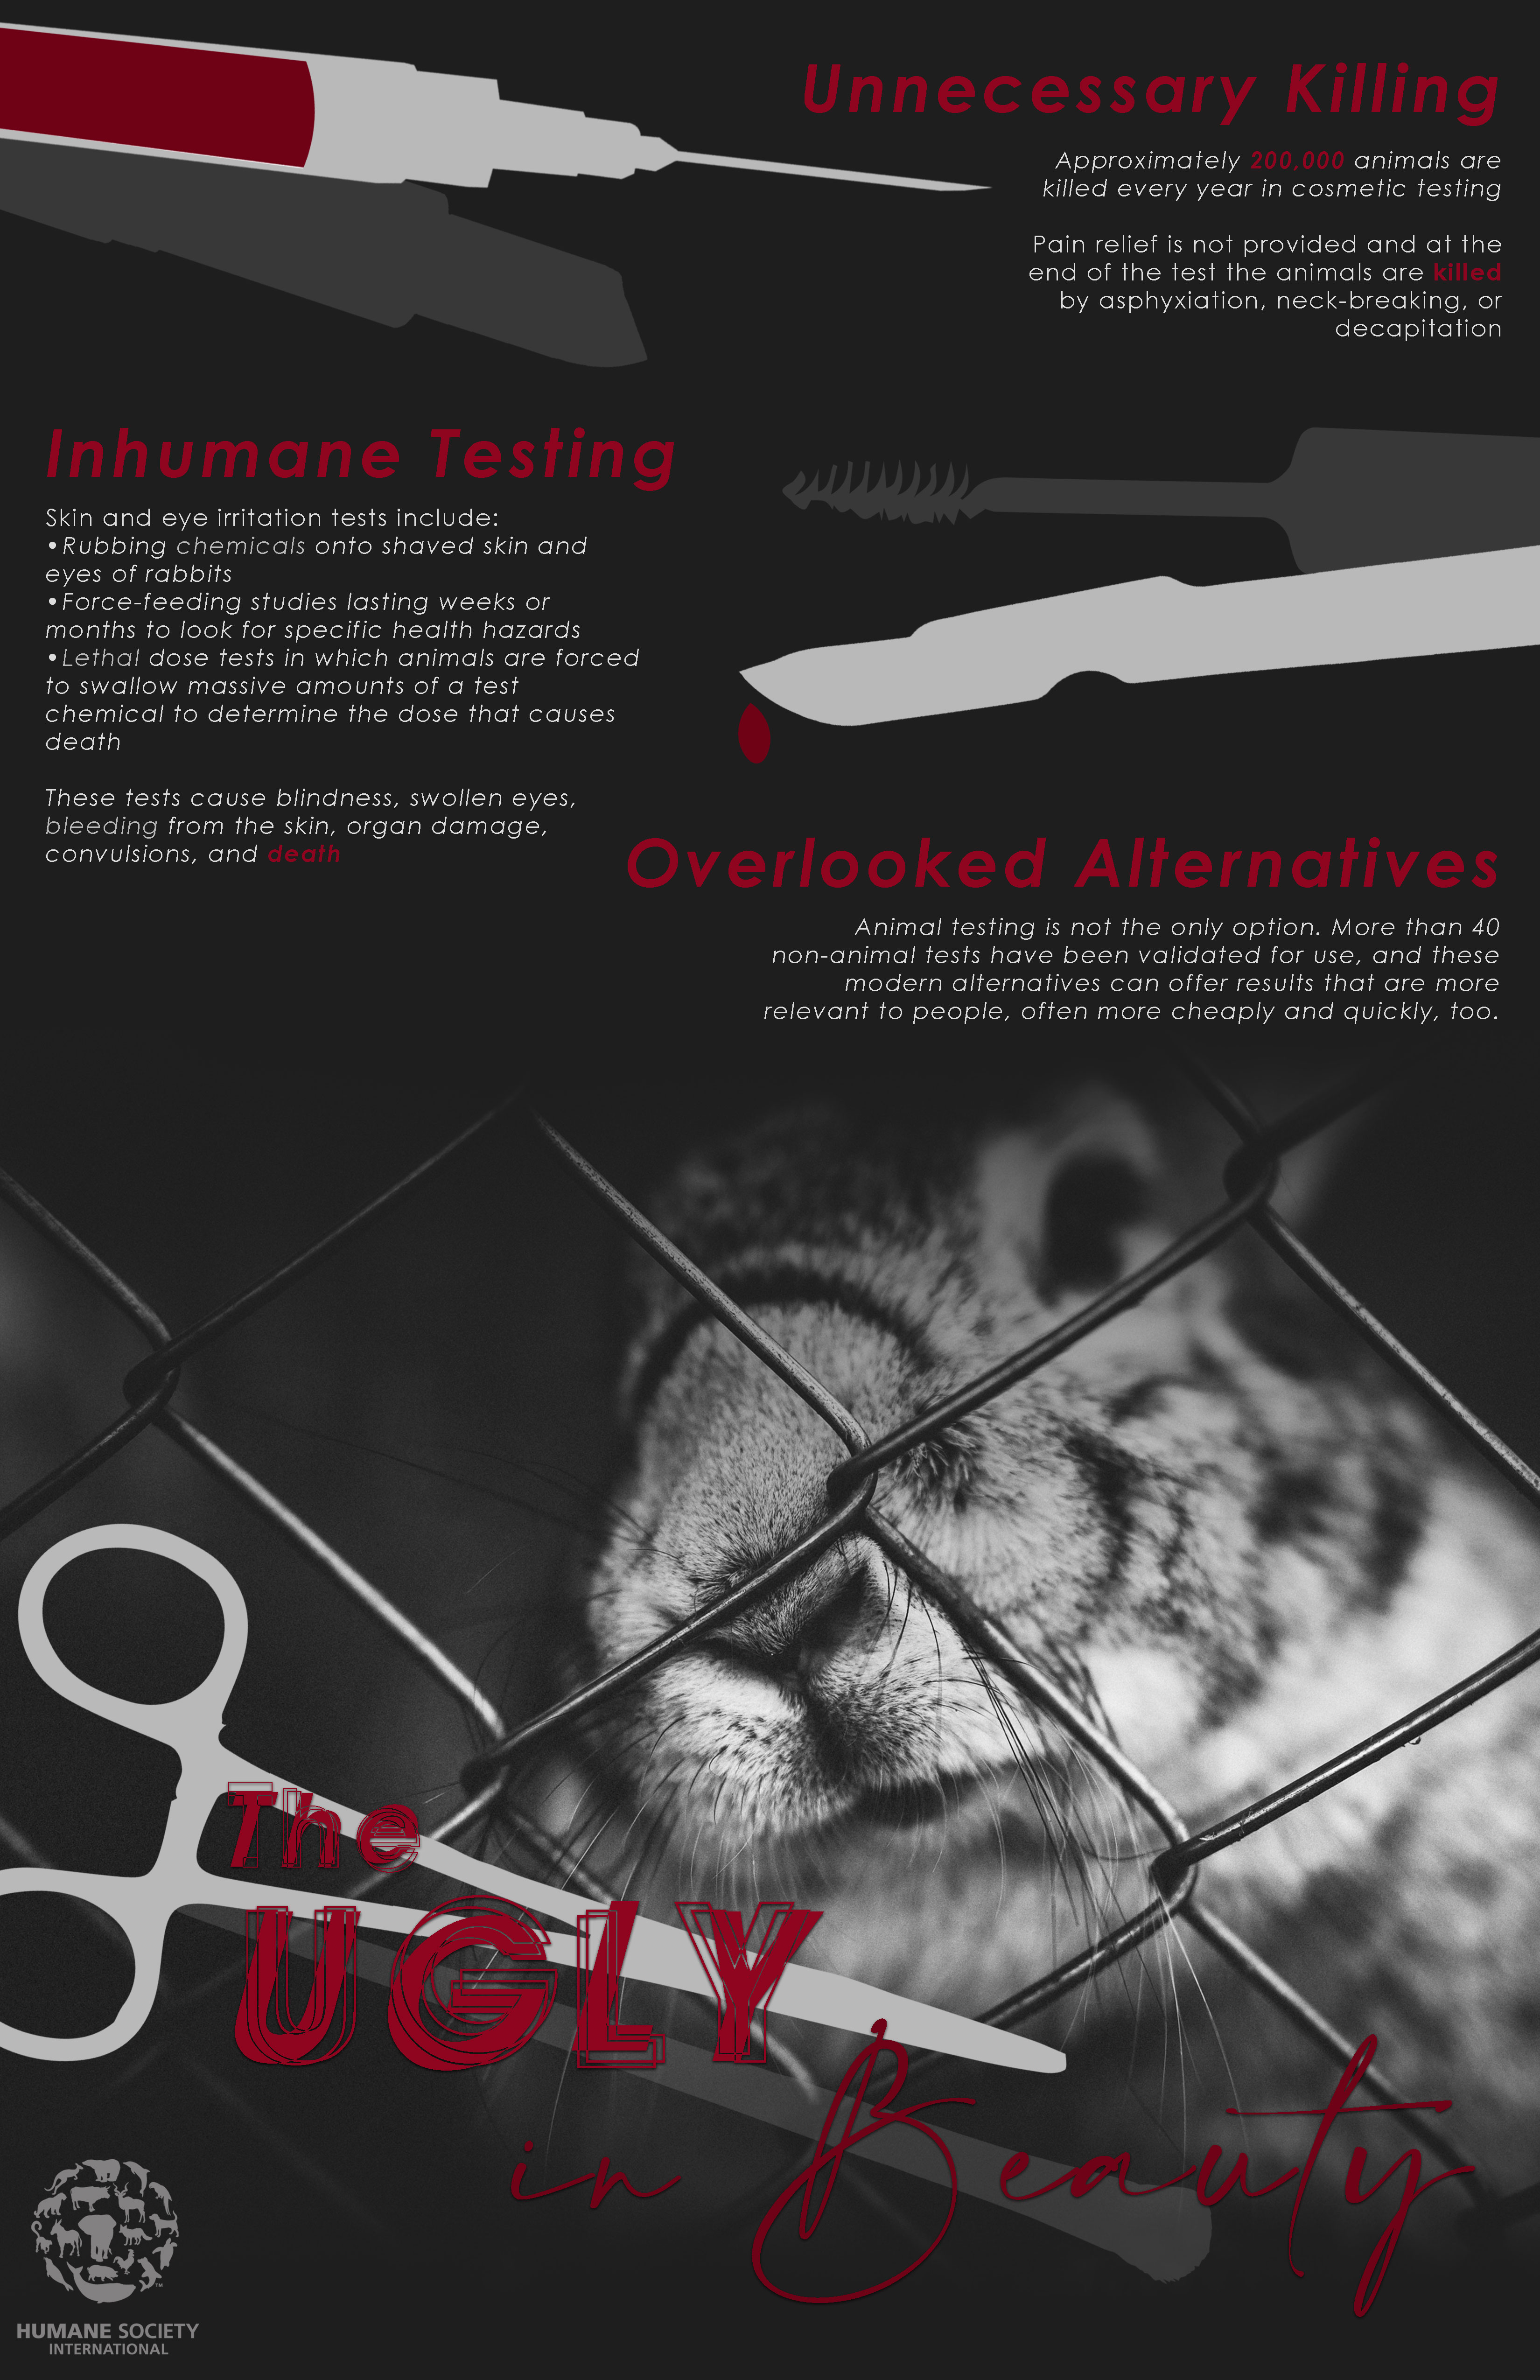 Unnecessary Killing
Approximately 200,000 animals are
killed every year in cosmetic testing
Pain relief is not provided and at the
end of the test the animals are killed
by asphyxiation, neck-breaking, or
decapitation
Inhumane Testing
Skin and eye irritation tests include:
•Rubbing chemicals onto shaved skin and
eyes of rabbits
•Force-feeding studies lasting weeks or
months to look for specific health hazards
•Lethal dose tests in which animals are forced
to swallow massive amounts of a test
chemical to determine the dose that causes
death
These tests cause blindness, swollen eyes,
bleeding from the skin, organ damage,
convulsions, and death
Overlooked Alternatives
Animal testing is not the only option. More than 40
non-animal tests have been validated for use, and these
modern alternatives can offer results that are more
relevant to people, often more cheaply and quickly, too.
The
UGLY
in Beauty
TM
HUMANE SOCIETY
INTERNATIONAL